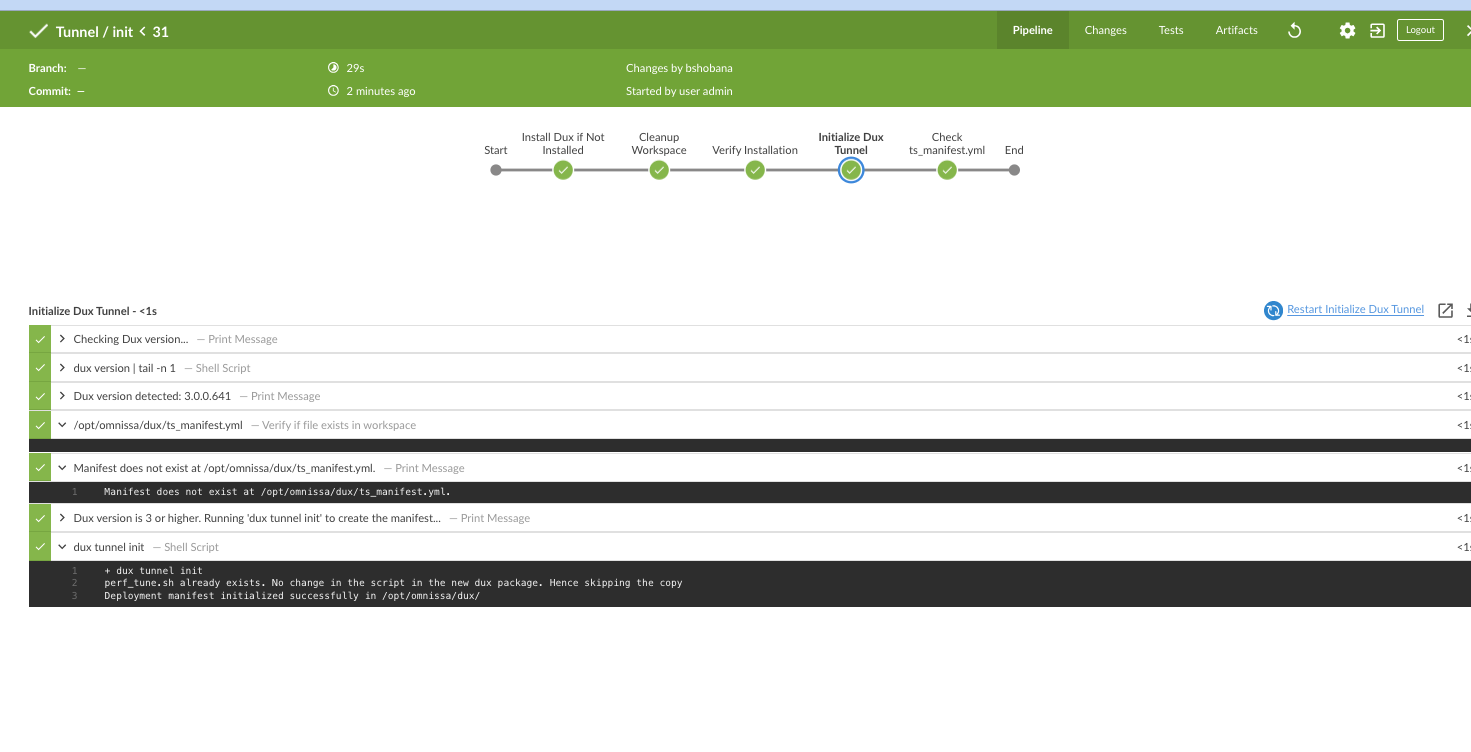 Tunnel / init < 31
Pipeline Changes Tests Artifacts Logout
Branch: — 29s Changes by bshobana
Commit: — 2 minutes ago Started by user admin
Start
Install Dux if Not Installed
Cleanup Workspace
Verify Installation
Initialize Dux Tunnel
Check ts_manifest.yml
End
Initialize Dux Tunnel - <1s Restart Initialize Dux Tunnel
Checking Dux version... — Print Message <1s
dux version | tail -n 1 — Shell Script <1s
Dux version detected: 3.0.0.641 — Print Message <1s
/opt/omnissa/dux/ts_manifest.yml — Verify if file exists in workspace <1s
Manifest does not exist at /opt/omnissa/dux/ts_manifest.yml. — Print Message <1s
1 Manifest does not exist at /opt/omnissa/dux/ts_manifest.yml.
Dux version is 3 or higher. Running 'dux tunnel init' to create the manifest... — Print Message <1s
dux tunnel init — Shell Script <1s
1 + dux tunnel init
2 perf_tune.sh already exists. No change in the script in the new dux package. Hence skipping the copy
3 Deployment manifest initialized successfully in /opt/omnissa/dux/